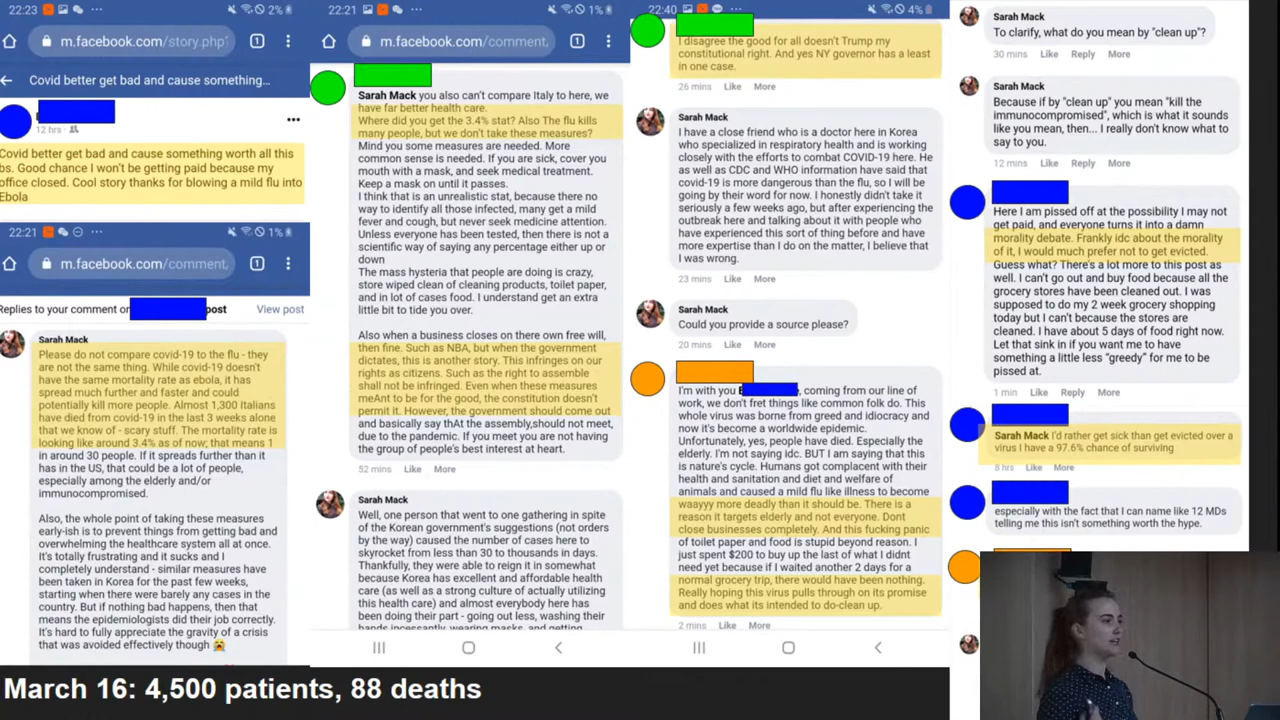 22:23
2%
m.facebook.com/story.php?
1
Covid better get bad and cause something...
12 hrs
Covid better get bad and cause something worth all this
bs. Good chance I won't be getting paid because my
office closed. Cool story thanks for blowing a mild flu into
Ebola
22:21
1%
m.facebook.com/comment,
1
Replies to your comment on
post
View post
Sarah Mack
Please do not compare covid-19 to the flu - they
are not the same thing. While covid-19 doesn't
have the same mortality rate as ebola, it has
spread much further and faster and could
potentially kill more people. Almost 1,300 italians
have died from covid-19 in the last 3 weeks alone
that we know of - scary stuff. The mortality rate is
looking like around 3.4% as of now; that means 1
in around 30 people. If it spreads further than it
has in the US, that could be a lot of people,
especially among the elderly and/or
immunocompromised.
Also, the whole point of taking these measures
early-ish is to prevent things from getting bad and
overwhelming the healthcare system all at once.
It's totally frustrating and it sucks and I
completely understand - similar measures have
been taken in Korea for the past few weeks,
starting when there were barely any cases in the
country. But if nothing bad happens, then that
means the epidemiologists did their job correctly.
It's hard to fully appreciate the gravity of a crisis
that was avoided effectively though 😭
22:21
1%
m.facebook.com/comment,
1
Sarah Mack you also can't compare Italy to here, we
have far better health care.
Where did you get the 3.4% stat? Also The flu kills
many people, but we don't take these measures?
Mind you some measures are needed. More
common sense is needed. If you are sick, cover you
mouth with a mask, and seek medical treatment.
Keep a mask on until it passes.
I think that is an unrealistic stat, because there no
way to identify all those infected, many get a mild
fever and cough, but never seek medicine attention.
Unless everyone has been tested, then there is not a
scientific way of saying any percentage either up or
down
The mass hysteria that people are doing is crazy,
store wiped clean of cleaning products, toilet paper,
and in lot of cases food. I understand get an extra
little bit to tide you over.
Also when a business closes on there own free will,
then fine. Such as NBA, but when the government
dictates, this is another story. This infringes on our
rights as citizens. Such as the right to assemble
shall not be infringed. Even when these measures
meAnt to be for the good, the constitution doesn't
permit it. However, the government should come out
and basically say thAt the assembly,should not meet,
due to the pandemic. If you meet you are not having
the group of people's best interest at heart.
52 mins Like More
Sarah Mack
Well, one person that went to one gathering in spite
of the Korean government's suggestions (not orders
by the way) caused the number of cases here to
skyrocket from less than 30 to thousands in days.
Thankfully, they were able to reign it in somewhat
because Korea has excellent and affordable health
care (as well as a strong culture of actually utilizing
this health care) and almost everybody here has
been doing their part - going out less, washing their
hands incessantly, wearing masks, and getting
22:40
4%
I disagree the good for all doesn't Trump my
constitutional right. And yes NY governor has a least
in one case.
26 mins Like More
Sarah Mack
I have a close friend who is a doctor here in Korea
who specialized in respiratory health and is working
closely with the efforts to combat COVID-19 here. He
as well as CDC and WHO information have said that
covid-19 is more dangerous than the flu, so I will be
going by their word for now. I honestly didn't take it
seriously a few weeks ago, but after experiencing the
outbreak here and talking about it with people who
have experienced this sort of thing before and have
more expertise than I do on the matter, I believe that
I was wrong.
23 mins Like More
Sarah Mack
Could you provide a source please?
20 mins Like More
I'm with you
, coming from our line of
work, we don't fret things like common folk do. This
whole virus was borne from greed and idiocracy and
now it's become a worldwide epidemic.
Unfortunately, yes, people have died. Especially the
elderly. I'm not saying idc. BUT I am saying that this
is nature's cycle. Humans got complacent with their
health and sanitation and diet and welfare of
animals and caused a mild flu like illness to become
waayyy more deadly than it should be. There is a
reason it targets elderly and not everyone. Dont
close businesses completely. And this fucking panic
of toilet paper and food is stupid beyond reason. I
just spent $200 to buy up the last of what I didnt
need yet because if I waited another 2 days for a
normal grocery trip, there would have been nothing.
Really hoping this virus pulls through on its promise
and does what its intended to do-clean up.
2 mins Like More
Sarah Mack
To clarify, what do you mean by "clean up"?
30 mins Like Reply More
Sarah Mack
Because if by "clean up" you mean "kill the
immunocompromised", which is what it sounds
like you mean, then... I really don't know what to
say to you.
12 mins Like Reply More
Here I am pissed off at the possibility I may not
get paid, and everyone turns it into a damn
morality debate. Frankly idc about the morality
of it, I would much prefer not to get evicted.
Guess what? There's a lot more to this post as
well. I can't go out and buy food because all the
grocery stores have been cleaned out. I was
supposed to do my 2 week grocery shopping
today but I can't because the stores are
cleaned. I have about 5 days of food right now.
Let that sink in if you want me to have
something a little less "greedy" for me to be
pissed at.
1 min Like Reply More
Sarah Mack I'd rather get sick than get evicted over a
virus I have a 97.6% chance of surviving
8 hrs Like Reply More
especially with the fact that I can name like 12 MDs
telling me this isn't something worth the hype.
March 16: 4,500 patients, 88 deaths